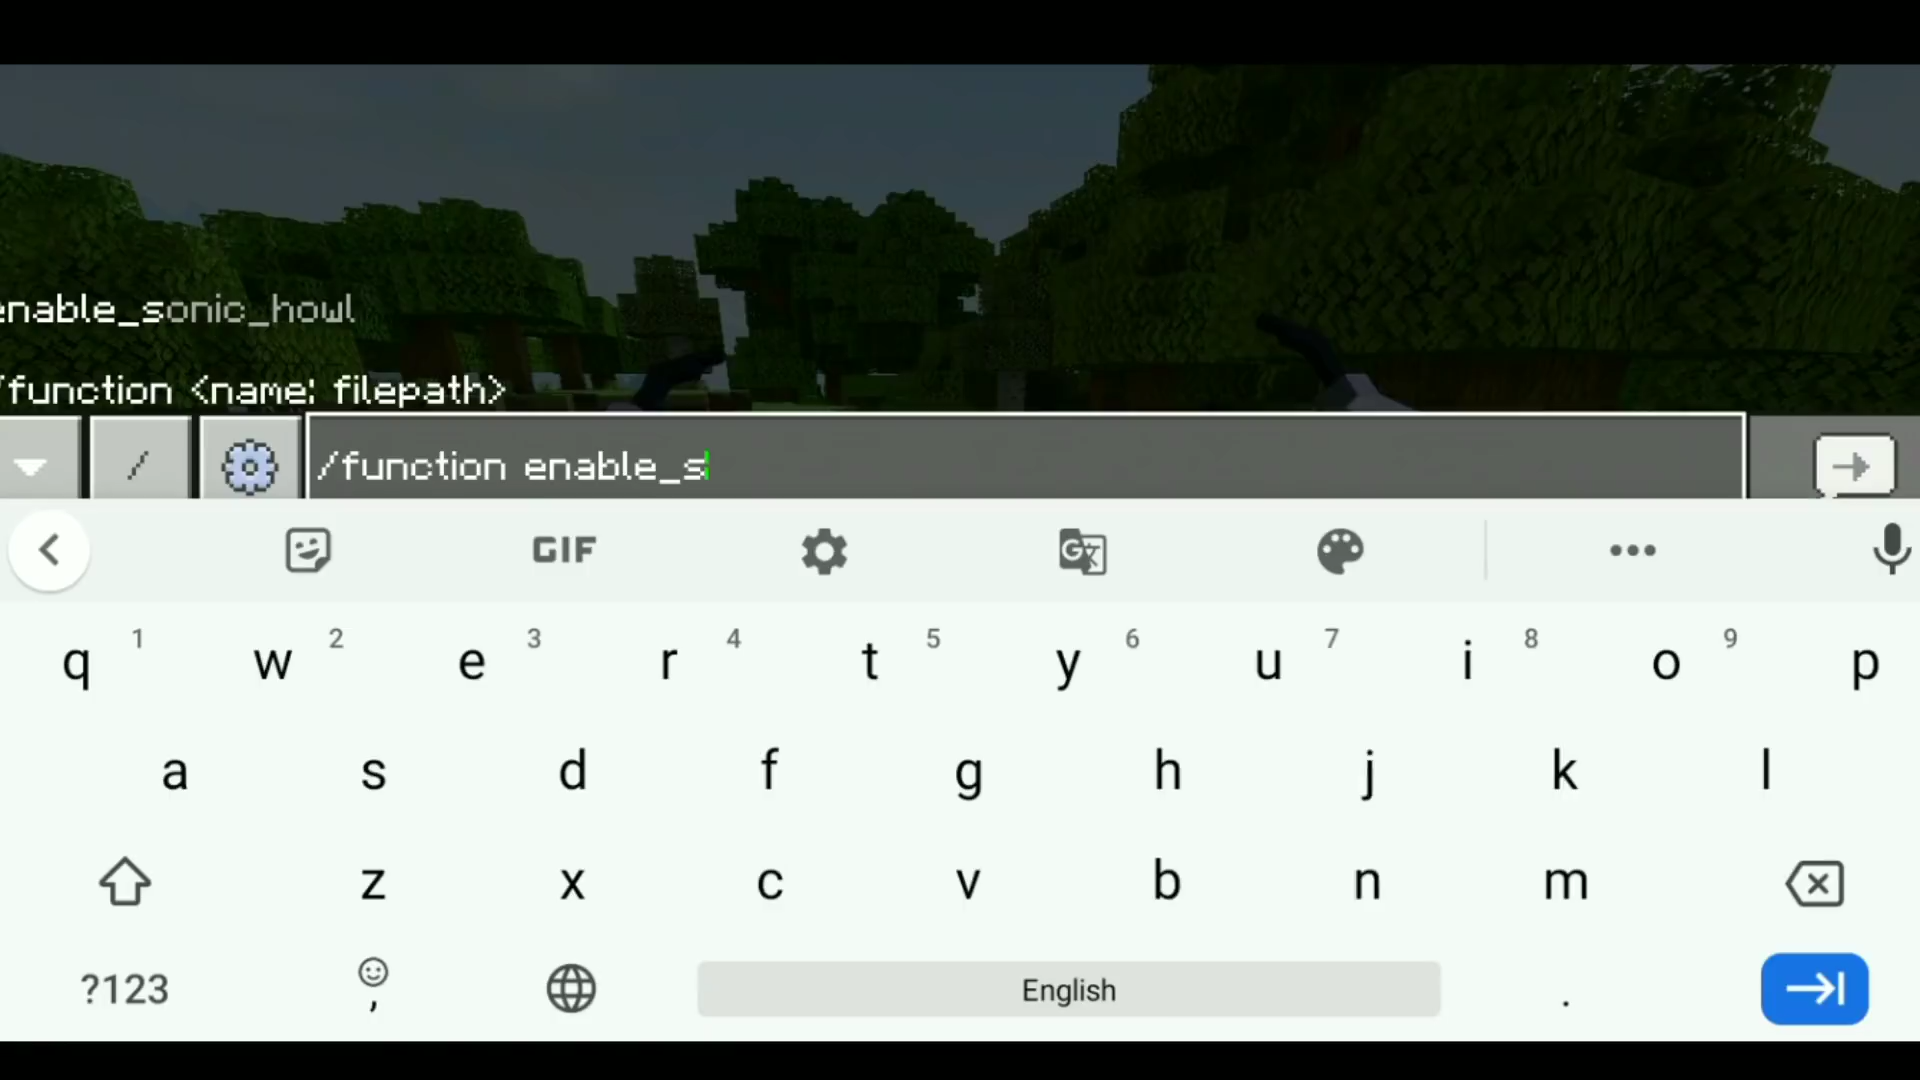 enable_sonic_howl
/function <name: filepath>
/
/function enable_s
GIF
G
q 1 w 2 e 3 r 4 t 5 y 6 u 7 i 8 o 9 p
a s d f g h j k l
z x c v b n m
?123 , English .